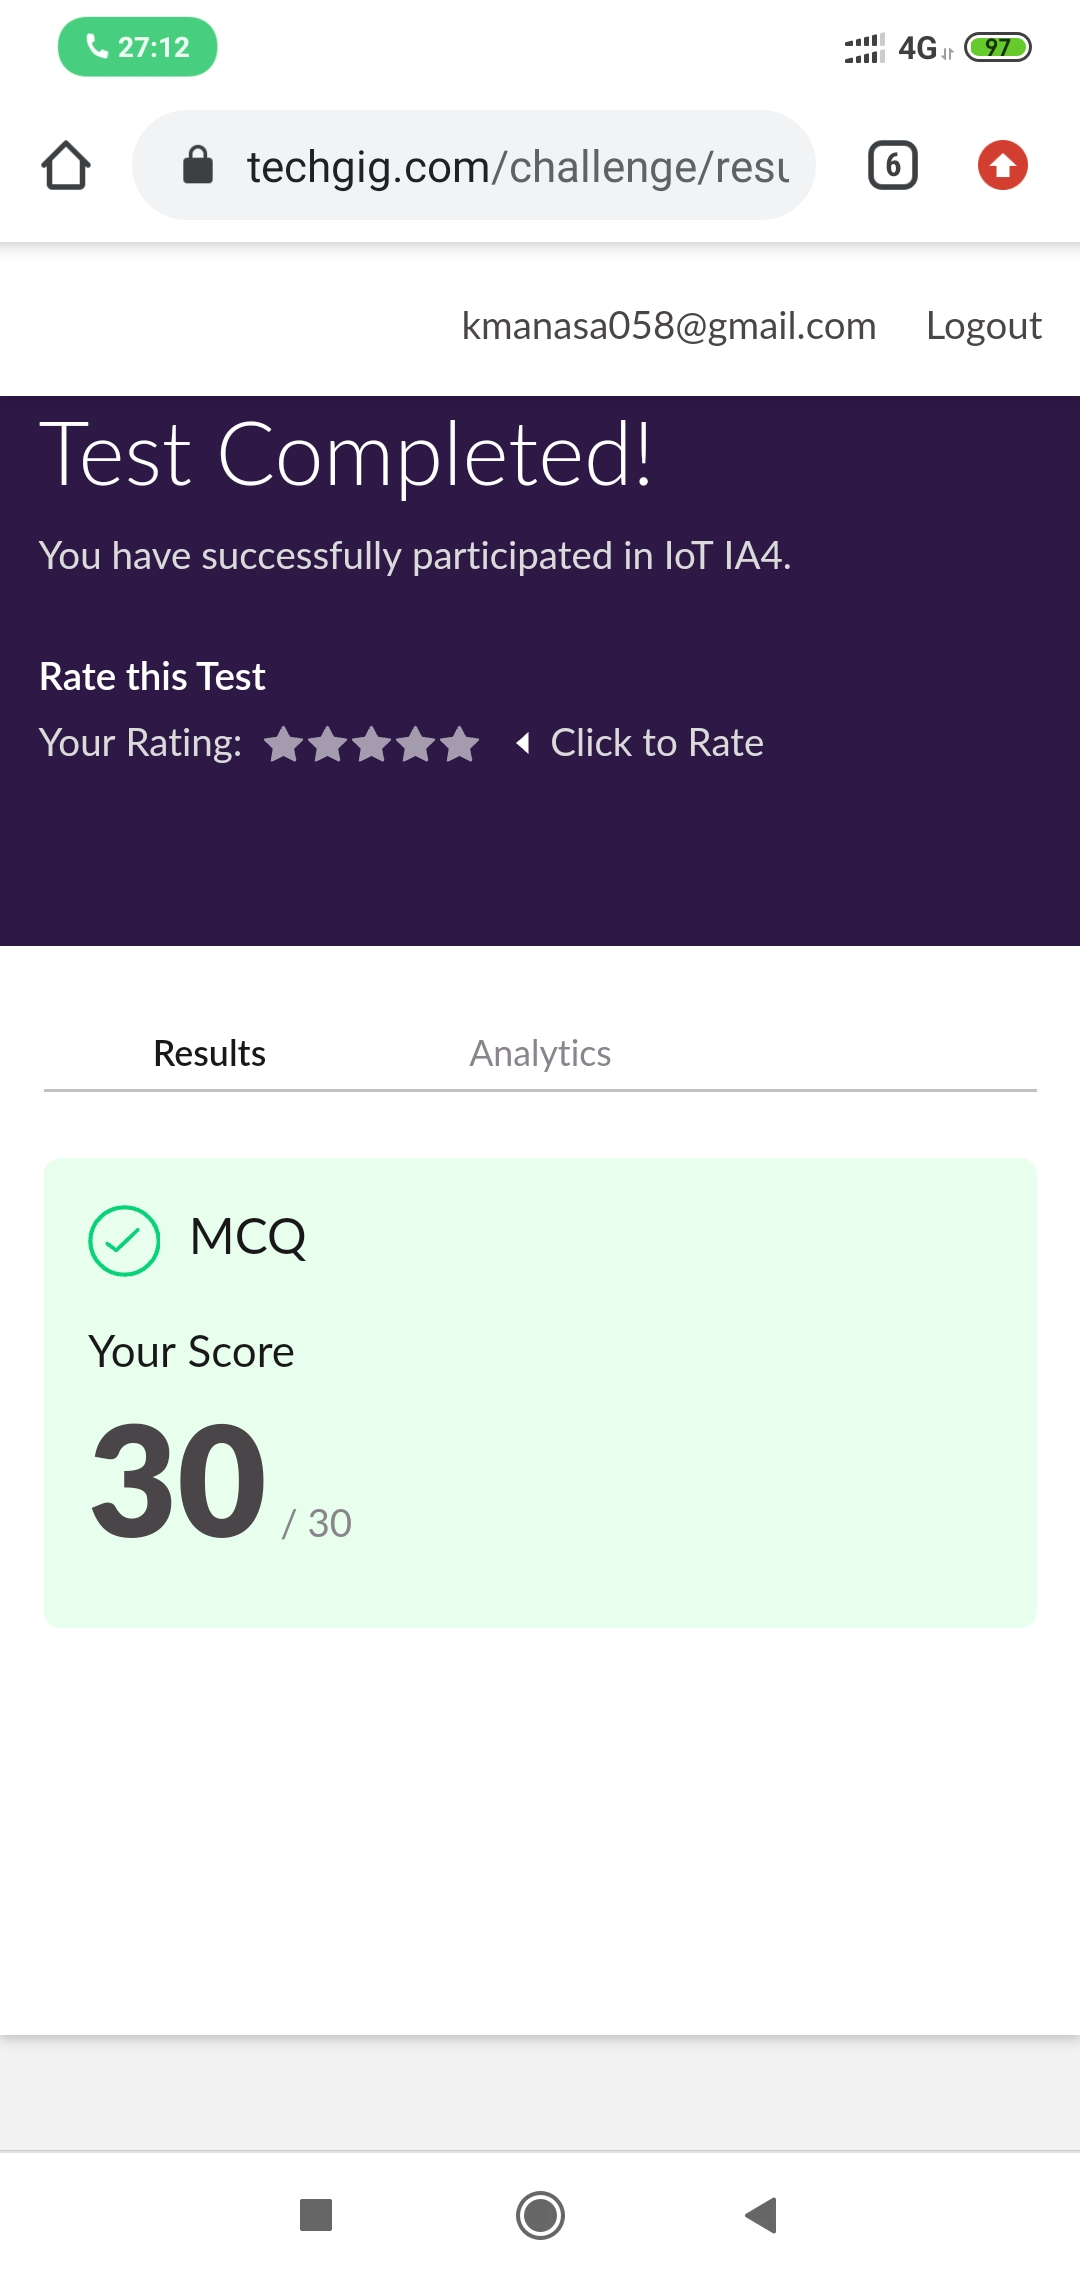 27:12
4G 97
techgig.com/challenge/resu
6
kmanasa058@gmail.com Logout
Test Completed!
You have successfully participated in IoT IA4.
Rate this Test
Your Rating: Click to Rate
Results Analytics
MCQ
Your Score
30 / 30